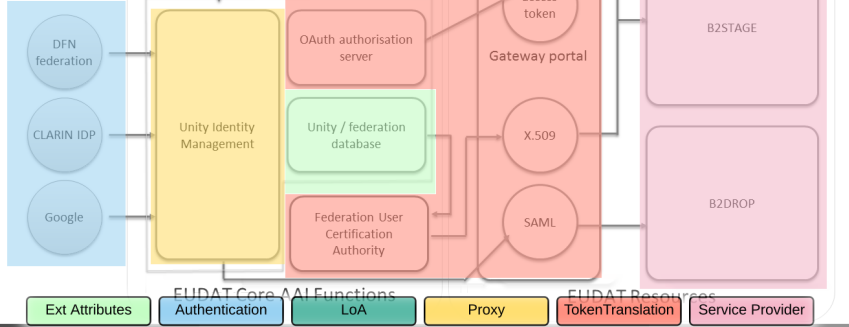 access
token
DFN
federation
OAuth authorisation
server
B2STAGE
Gateway portal
CLARIN IDP
Unity Identity
Management
Unity / federation
database
X.509
Google
Federation User
Certification
Authority
SAML
B2DROP
EUDAT Core AAI Functions
EUDAT Resources
Ext Attributes
Authentication
LoA
Proxy
TokenTranslation
Service Provider